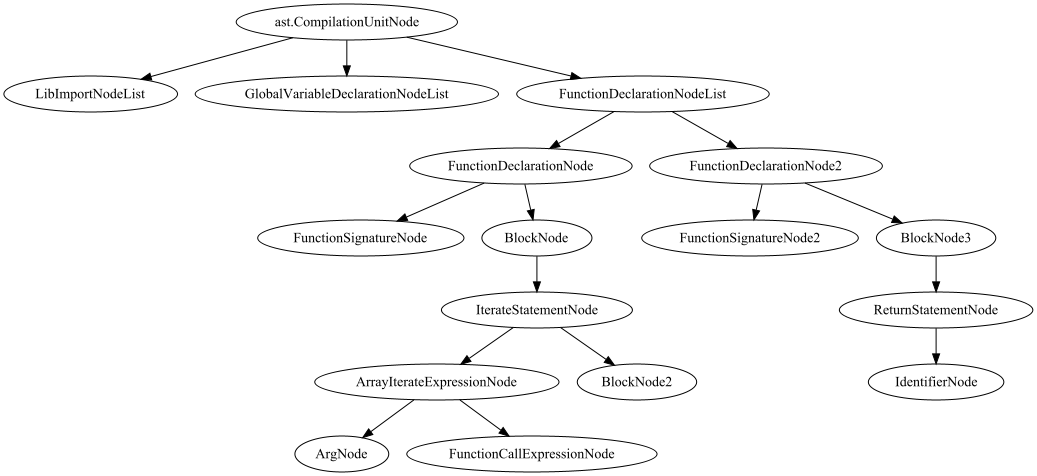 ast.CompilationUnitNode
LibImportNodeList
GlobalVariableDeclarationNodeList
FunctionDeclarationNodeList
FunctionDeclarationNode
FunctionDeclarationNode2
FunctionSignatureNode
BlockNode
FunctionSignatureNode2
BlockNode3
IterateStatementNode
ReturnStatementNode
ArrayIterateExpressionNode
BlockNode2
IdentifierNode
ArgNode
FunctionCallExpressionNode